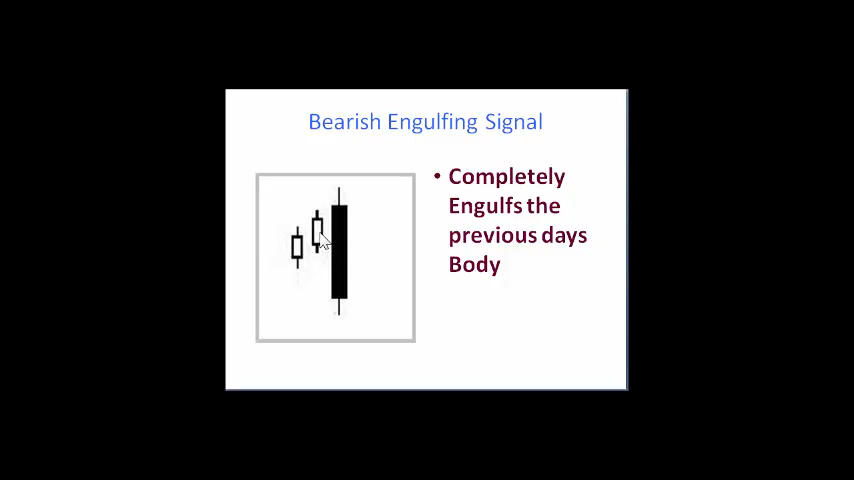 Bearish Engulfing Signal
• Completely
Engulfs the
previous days
Body